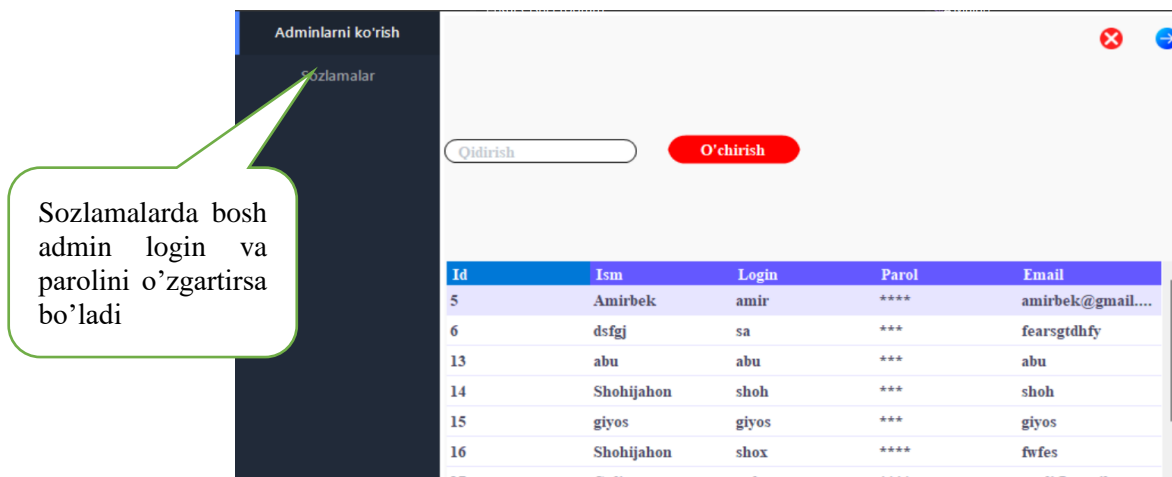 Adminlarni ko'rish
Sozlamalar
Qidirish
O'chirish
Sozlamalarda bosh
admin login va
parolini o’zgartirsa
bo’ladi
Id Ism Login Parol Email
5 Amirbek amir **** amirbek@gmail....
6 dsfgj sa *** fearsgtdhfy
13 abu abu *** abu
14 Shohijahon shoh *** shoh
15 giyos giyos *** giyos
16 Shohijahon shox **** fwfes